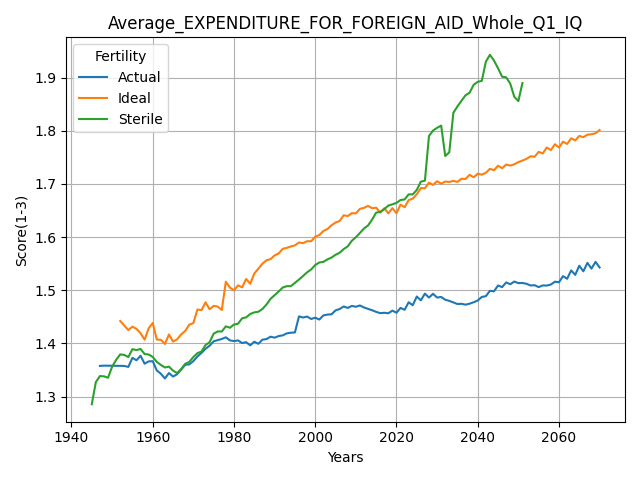 Average_EXPENDITURE_FOR_FOREIGN_AID_Whole_Q1_IQ
Fertility
Actual
Ideal
Sterile
Score(1-3)
1.9
1.8
1.7
1.6
1.5
1.4
1.3
1940 1960 1980 2000 2020 2040 2060
Years